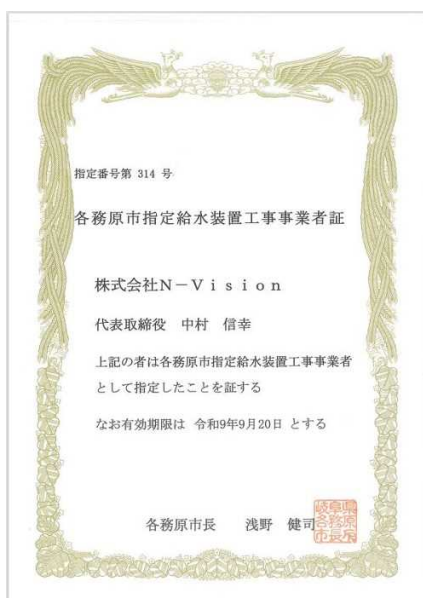 指定番号第 314 号
各務原市指定給水装置工事事業者証
株式会社N－Ｖｉｓｉｏｎ
代表取締役 中村 信幸
上記の者は各務原市指定給水装置工事事業者
として指定したことを証する
なお有効期限は 令和9年9月20日 とする
各務原市長 浅野 健司